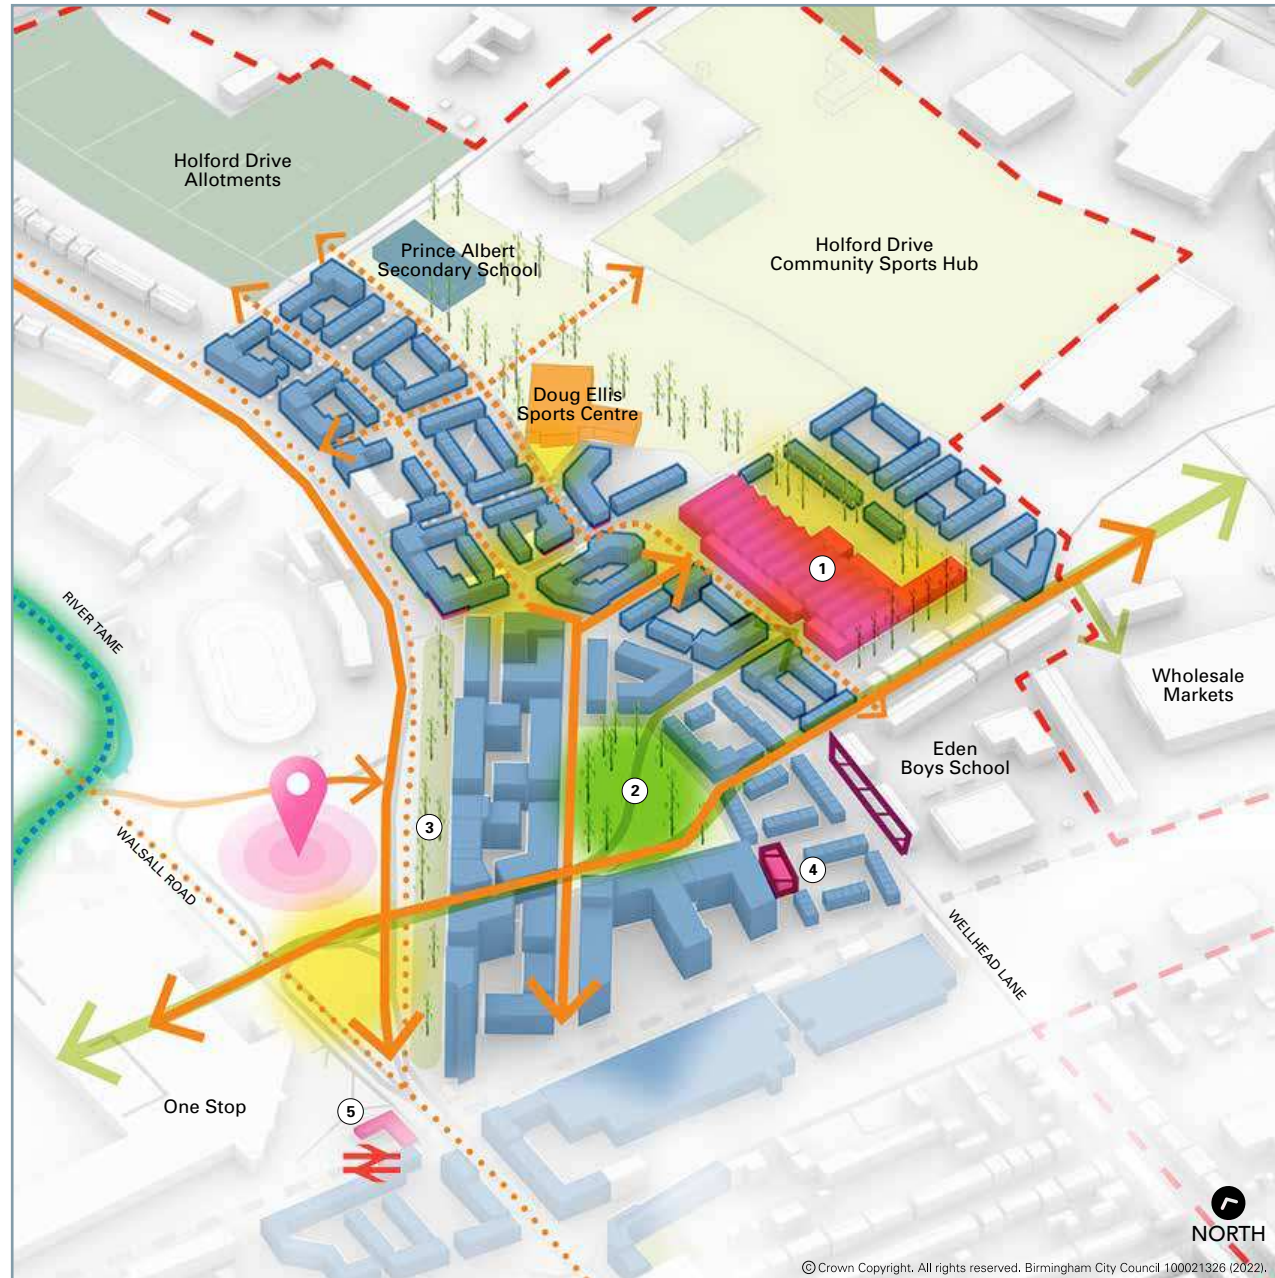 Holford Drive
Allotments
Prince Albert
Secondary School
Holford Drive
Community Sports Hub
Doug Ellis
Sports Centre
1
RIVER TAME
Wholesale
Markets
Eden
Boys School
2
3
WALSALL ROAD
4
WELLHEAD LANE
One Stop
5
NORTH
© Crown Copyright. All rights reserved. Birmingham City Council 100021326 (2022).